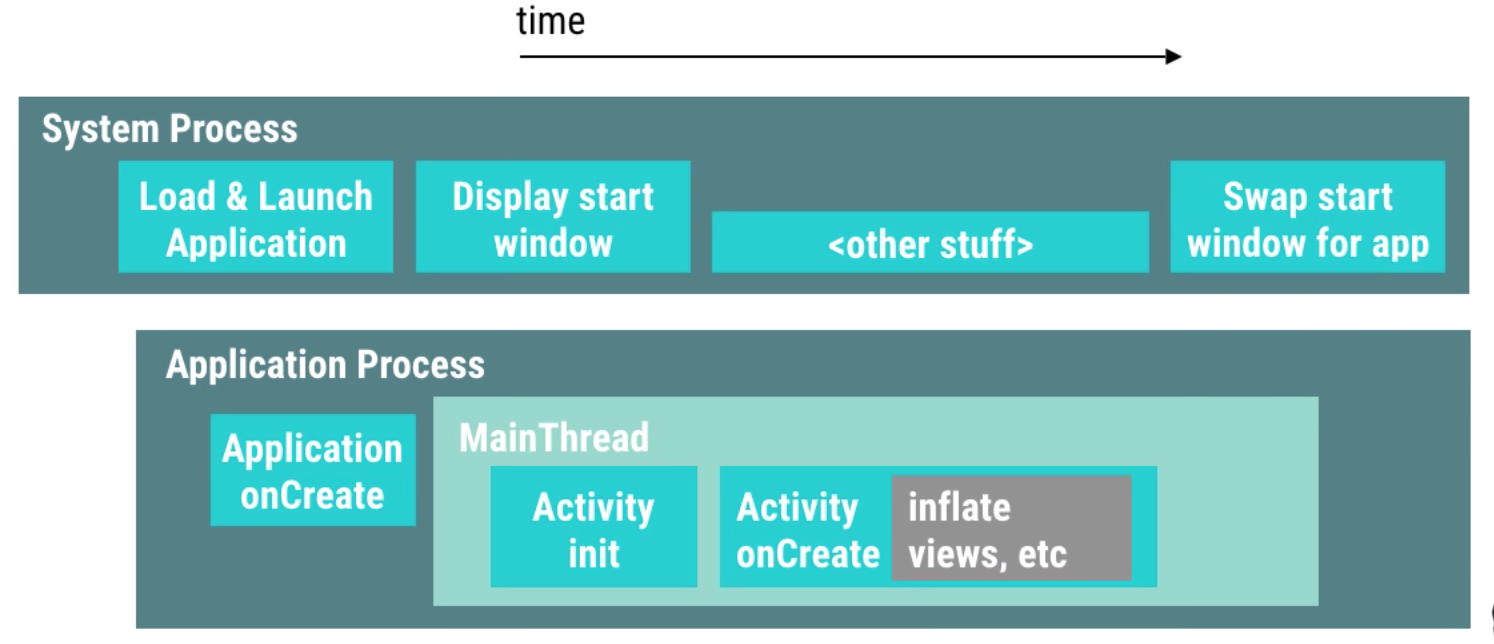 time
System Process
Load & Launch
Application
Display start
window
<other stuff>
Swap start
window for app
Application Process
Application
onCreate
MainThread
Activity
init
Activity
onCreate
inflate
views, etc